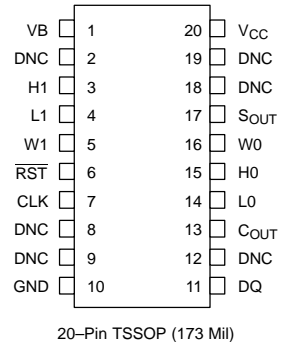 VB 1 20 VCC
DNC 2 19 DNC
H1 3 18 DNC
L1 4 17 SOUT
W1 5 16 W0
RST 6 15 H0
CLK 7 14 L0
DNC 8 13 COUT
DNC 9 12 DNC
GND 10 11 DQ
20–Pin TSSOP (173 Mil)